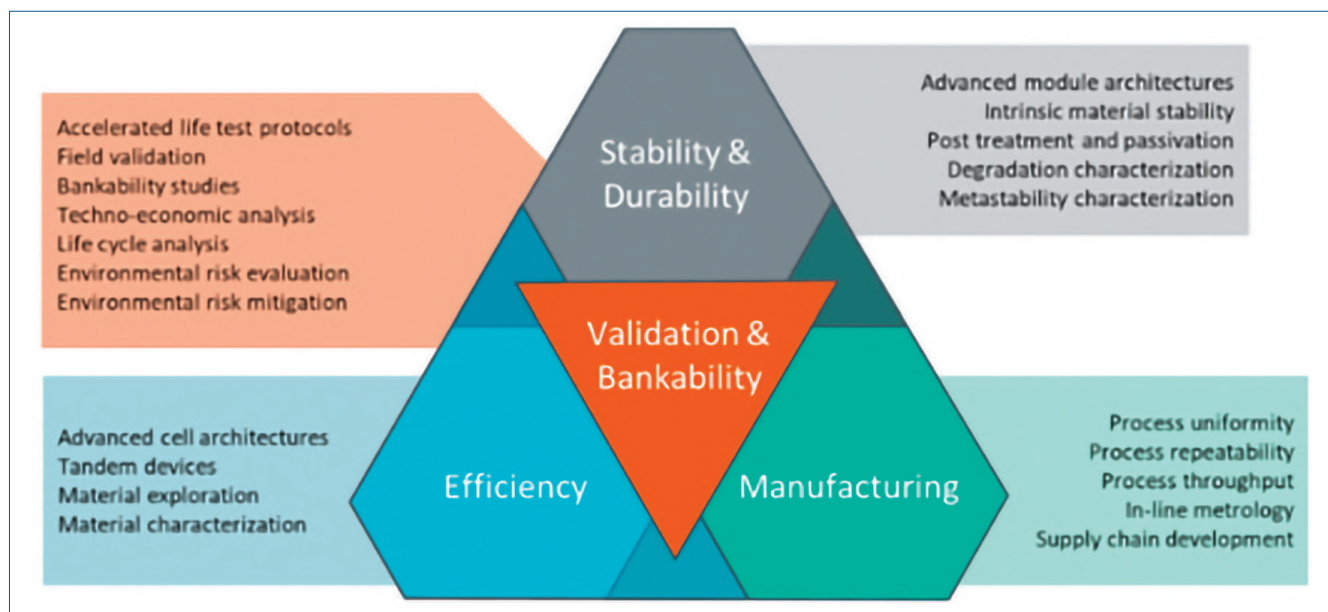 Stability &
Durability
Advanced module architectures
Intrinsic material stability
Post treatment and passivation
Degradation characterization
Metastability characterization
Accelerated life test protocols
Field validation
Bankability studies
Techno-economic analysis
Life cycle analysis
Environmental risk evaluation
Environmental risk mitigation
Validation &
Bankability
Advanced cell architectures
Tandem devices
Material exploration
Material characterization
Efficiency
Manufacturing
Process uniformity
Process repeatability
Process throughput
In-line metrology
Supply chain development